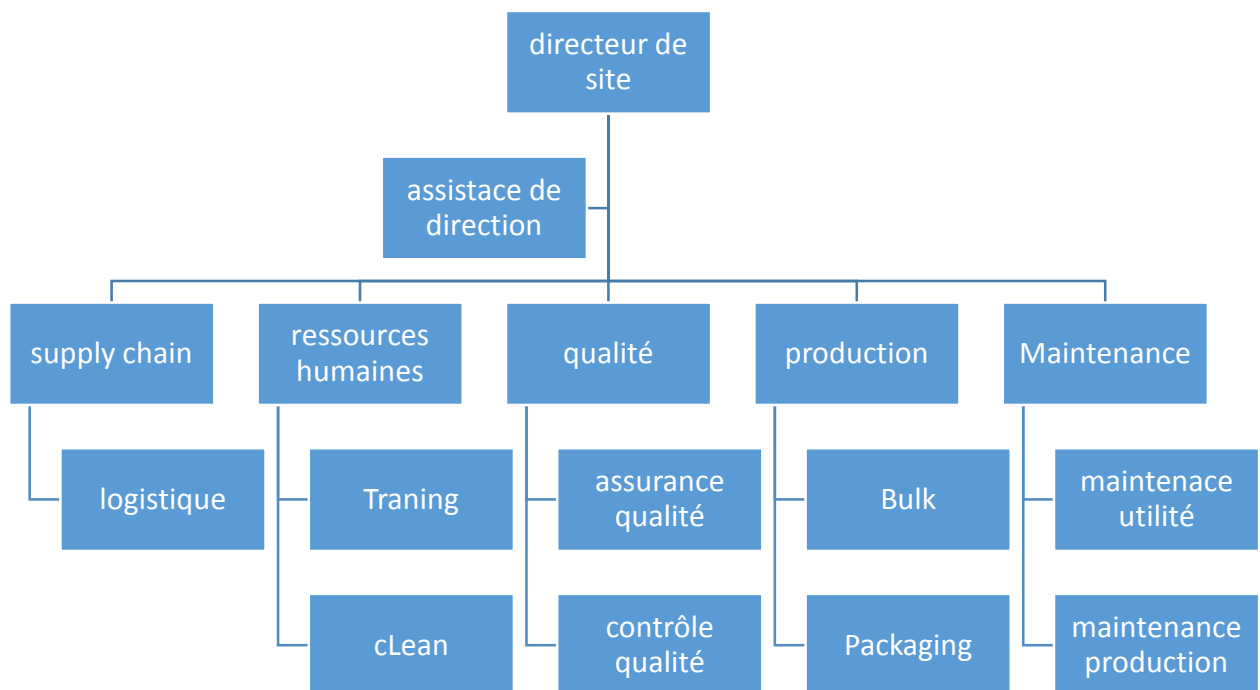 directeur de
site
assistace de
direction
supply chain
ressources
humaines
qualité
production
Maintenance
logistique
Traning
assurance
qualité
Bulk
maintenace
utilité
cLean
contrôle
qualité
Packaging
maintenance
production